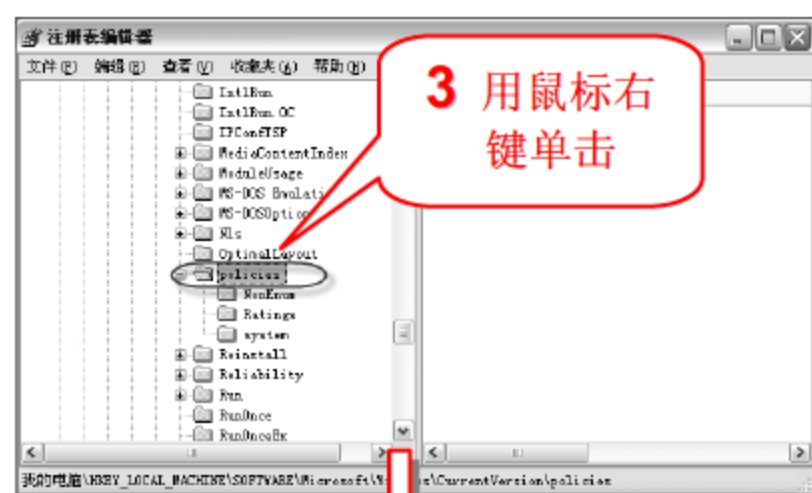 注册表编辑器
文件(F) 编辑(E) 查看(V) 收藏夹(A) 帮助(H)
3 用鼠标右
键单击
IntlRun
IntlRun.OC
IPConfTSP
MediaContentIndex
ModuleUsage
MS-DOS Emulati
MS-DOSOption
Nls
OptimalLayout
policies
NonEnum
Ratings
system
Reinstall
Reliability
Run
RunOnce
RunOnceEx
我的电脑\HKEY_LOCAL_MACHINE\SOFTWARE\Microsoft\W s\CurrentVersion\policies